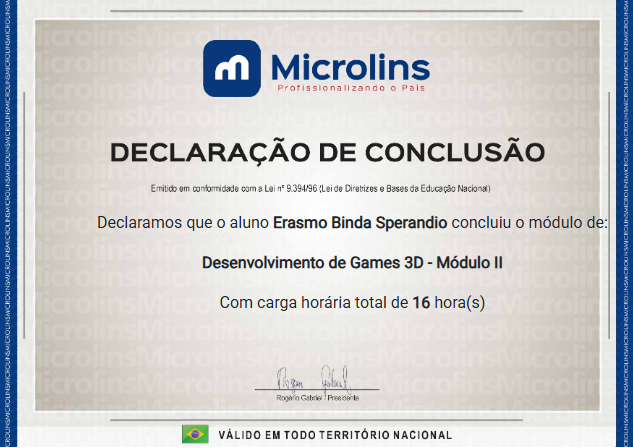 Microlins
Profissionalizando o País
DECLARAÇÃO DE CONCLUSÃO
Emitido em conformidade com a Lei nº 9.394/96 (Lei de Diretrizes e Bases da Educação Nacional)
Declaramos que o aluno Erasmo Binda Sperandio concluiu o módulo de:
Desenvolvimento de Games 3D - Módulo II
Com carga horária total de 16 hora(s)
Rogério Gabriel - Presidente
VÁLIDO EM TODO TERRITÓRIO NACIONAL